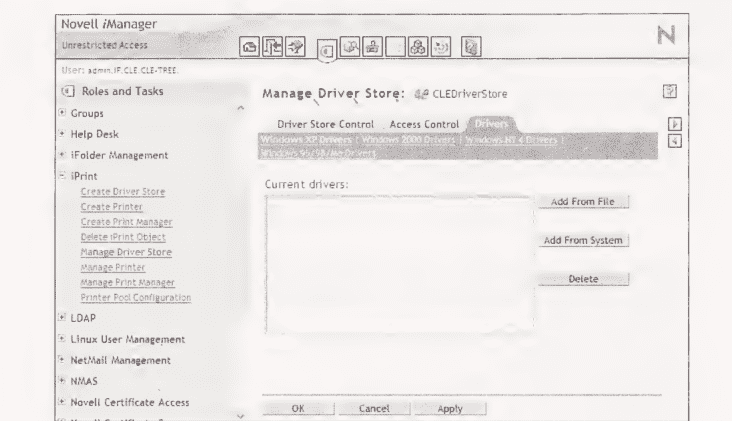 Novell iManager
Unrestricted Access
N
User: admin.IF.CLE.CLE-TREE.
Roles and Tasks
Groups
Help Desk
iFolder Management
iPrint
Create Driver Store
Create Printer
Create Print Manager
Delete iPrint Object
Manage Driver Store
Manage Printer
Manage Print Manager
Printer Pool Configuration
LDAP
Linux User Management
NetMail Management
NMAS
Novell Certificate Access
Manage Driver Store: CLEDriverStore
Driver Store Control Access Control Drivers
Windows XP Drivers | Windows 2000 Drivers | Windows NT 4 Drivers |
Windows 95/98/Me Drivers
Current drivers:
Add From File
Add From System
Delete
OK Cancel Apply